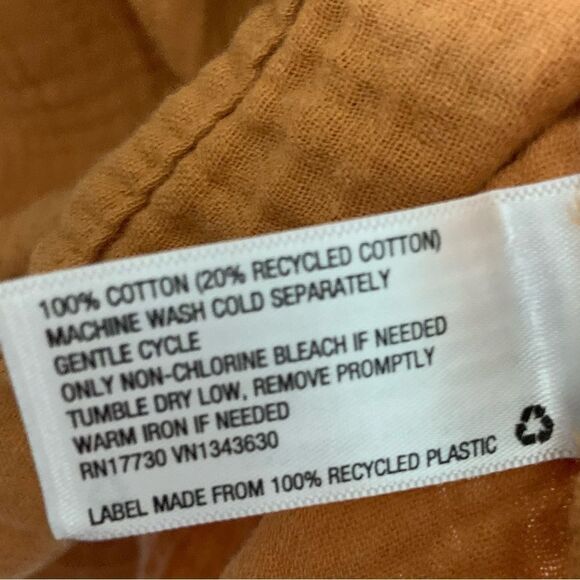 100% COTTON (20% RECYCLED COTTON)
MACHINE WASH COLD SEPARATELY
GENTLE CYCLE
ONLY NON-CHLORINE BLEACH IF NEEDED
TUMBLE DRY LOW, REMOVE PROMPTLY
WARM IRON IF NEEDED
RN17730 VN1343630
LABEL MADE FROM 100% RECYCLED PLASTIC